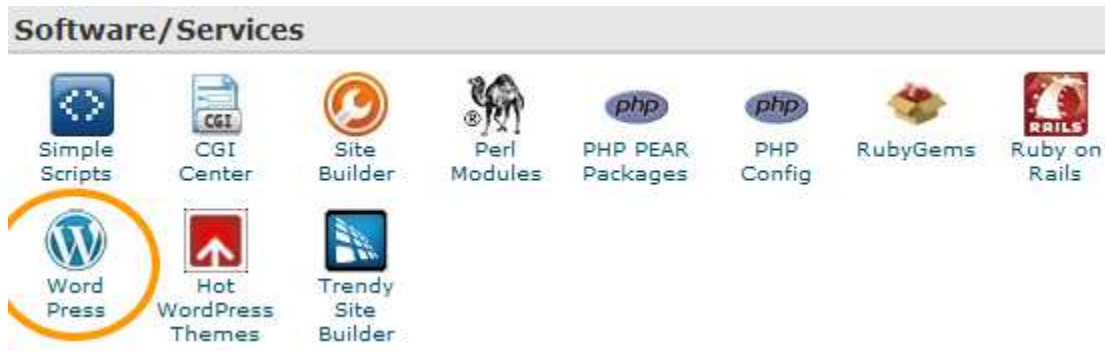 Software/Services
CGI
php
php
RAILS
®
Simple Scripts
CGI Center
Site Builder
Perl Modules
PHP PEAR Packages
PHP Config
RubyGems
Ruby on Rails
W
Word Press
Hot WordPress Themes
Trendy Site Builder